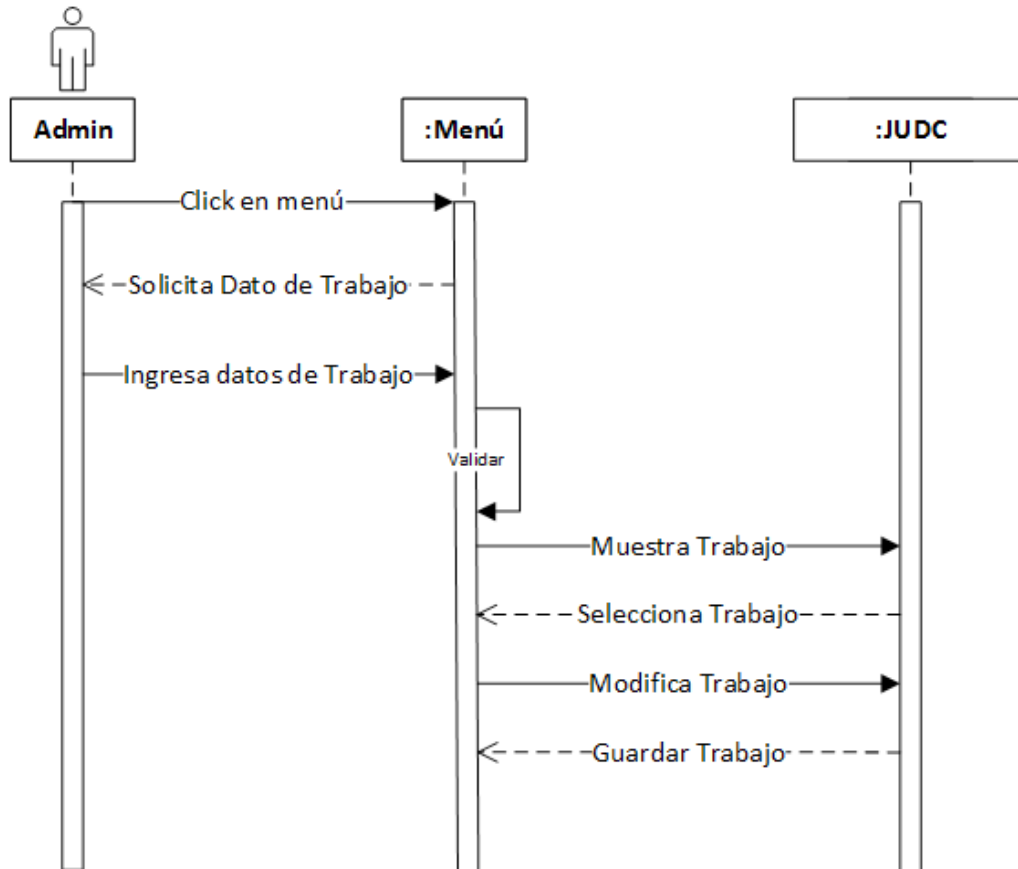 Admin
:Menú
:JUDC
Click en menú
Solicita Dato de Trabajo
Ingresa datos de Trabajo
Validar
Muestra Trabajo
Selecciona Trabajo
Modifica Trabajo
Guardar Trabajo